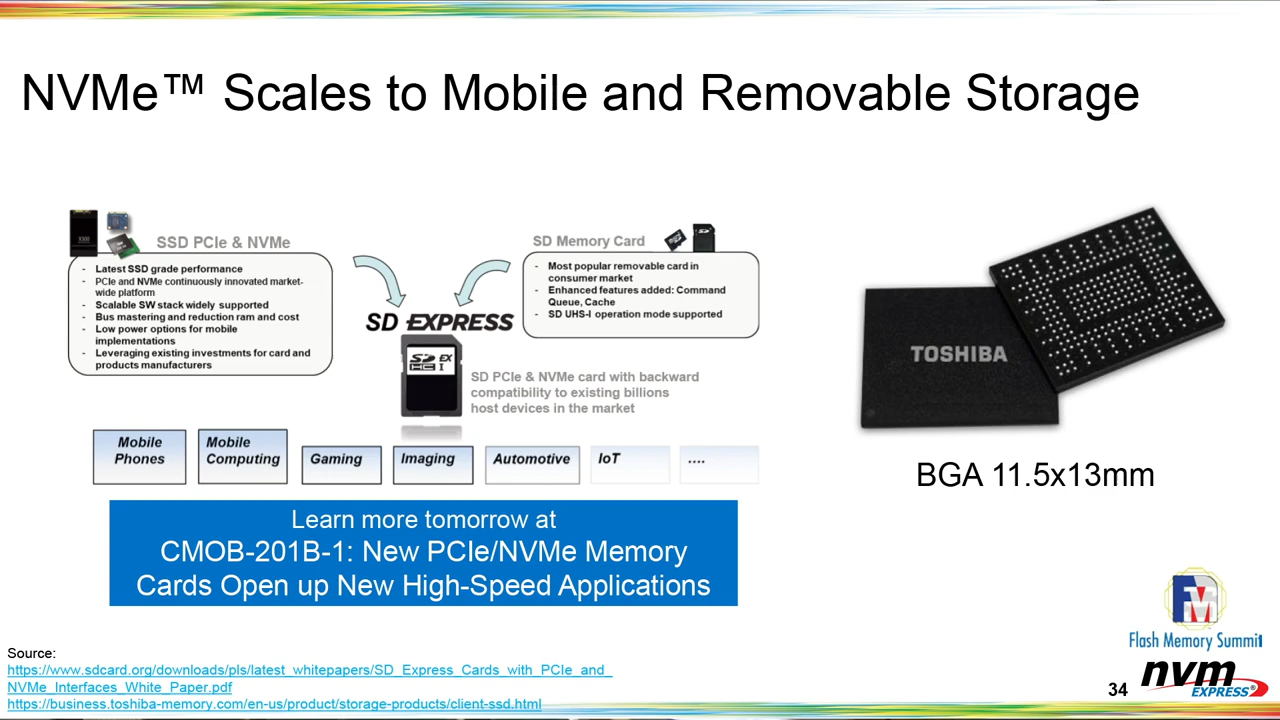 NVMe™ Scales to Mobile and Removable Storage
SSD PCIe & NVMe
- Latest SSD grade performance
- PCIe and NVMe continuously innovated market-
wide platform
- Scalable SW stack widely supported
- Bus mastering and reduction ram and cost
- Low power options for mobile
implementations
- Leveraging existing investments for card and
products manufacturers
SD Memory Card
- Most popular removable card in
consumer market
- Enhanced features added: Command
Queue, Cache
- SD UHS-I operation mode supported
SD EXPRESS
SD EX
HC I
SD PCIe & NVMe card with backward
compatibility to existing billions
host devices in the market
Mobile
Phones
Mobile
Computing
Gaming
Imaging
Automotive
IoT
....
Learn more tomorrow at
CMOB-201B-1: New PCIe/NVMe Memory
Cards Open up New High-Speed Applications
TOSHIBA
BGA 11.5x13mm
Source:
https://www.sdcard.org/downloads/pls/latest_whitepapers/SD_Express_Cards_with_PCIe_and_
NVMe_Interfaces_White_Paper.pdf
https://business.toshiba-memory.com/en-us/product/storage-products/client-ssd.html
Flash Memory Summit
34
nvm
EXPRESS®